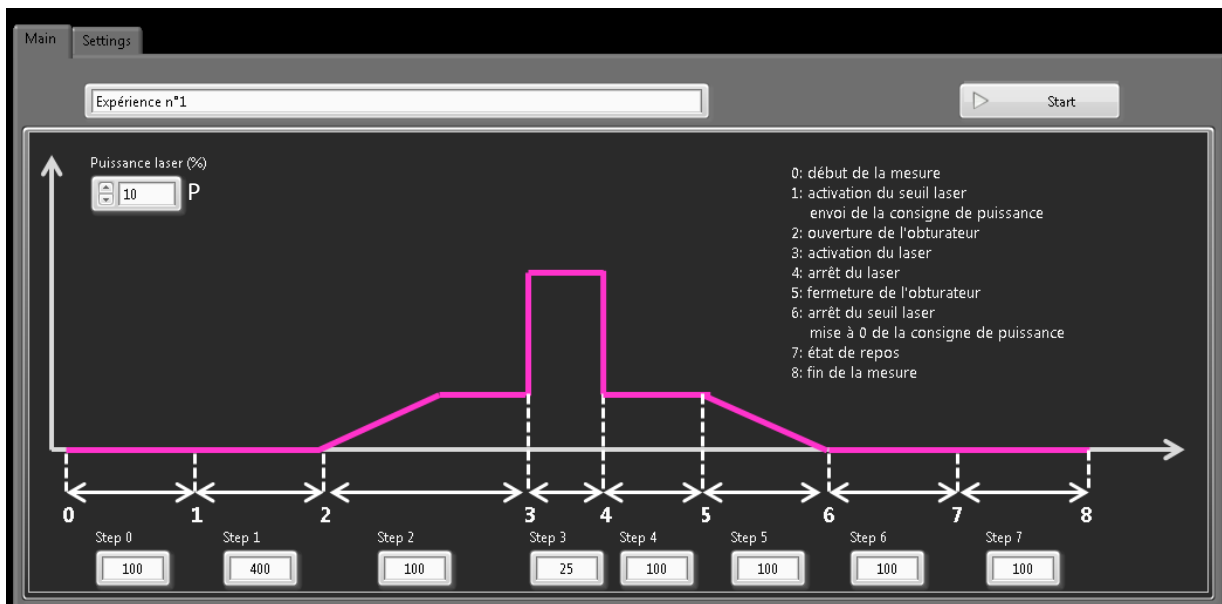 Main Settings
Expérience n°1
Start
Puissance laser (%)
10 P
0: début de la mesure
1: activation du seuil laser
envoi de la consigne de puissance
2: ouverture de l'obturateur
3: activation du laser
4: arrêt du laser
5: fermeture de l'obturateur
6: arrêt du seuil laser
mise à 0 de la consigne de puissance
7: état de repos
8: fin de la mesure
0 1 2 3 4 5 6 7 8
Step 0 Step 1 Step 2 Step 3 Step 4 Step 5 Step 6 Step 7
100 400 100 25 100 100 100 100